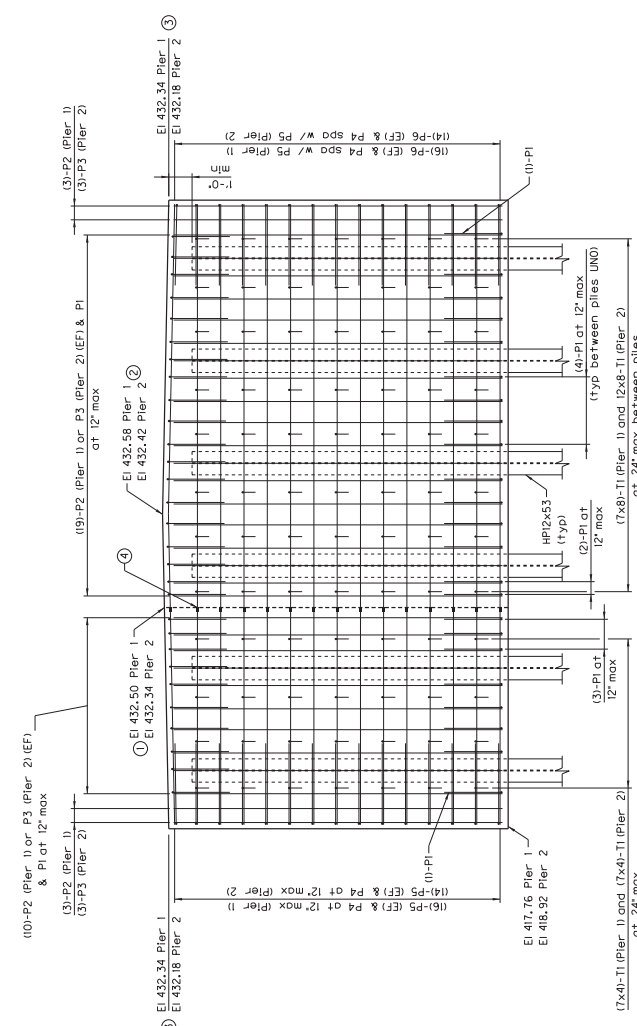 El 432.34 Pier 1
El 432.18 Pier 2
3
(3)-P2 (Pier 1)
(3)-P3 (Pier 2)
(16)-P6 (EF) & P4 spa w/ P5 (Pier 1)
(14)-P6 (EF) & P4 spa w/ P5 (Pier 2)
1'-0"
min
(1)-P1
(19)-P2 (Pier 1) or P3 (Pier 2) (EF) & P1
at 12" max
El 432.58 Pier 1
El 432.42 Pier 2
2
4
(4)-P1 at 12" max
(typ between piles UNO)
(7x8)-T1 (Pier 1) and 12x8-T1 (Pier 2)
at 24" max between piles
HP12x53
(typ)
(2)-P1 at
12" max
El 432.50 Pier 1
1 El 432.34 Pier 2
(3)-P1 at
12" max
(10)-P2 (Pier 1) or P3 (Pier 2) (EF)
& P1 at 12" max
(3)-P2 (Pier 1)
(3)-P3 (Pier 2)
(1)-P1
(16)-P5 (EF) & P4 at 12" max (Pier 1)
(14)-P5 (EF) & P4 at 12" max (Pier 2)
El 417.76 Pier 1
El 418.92 Pier 2
(7x4)-T1 (Pier 1) and (7x4)-T1 (Pier 2)
at 24" max
El 432.34 Pier 1
El 432.18 Pier 2